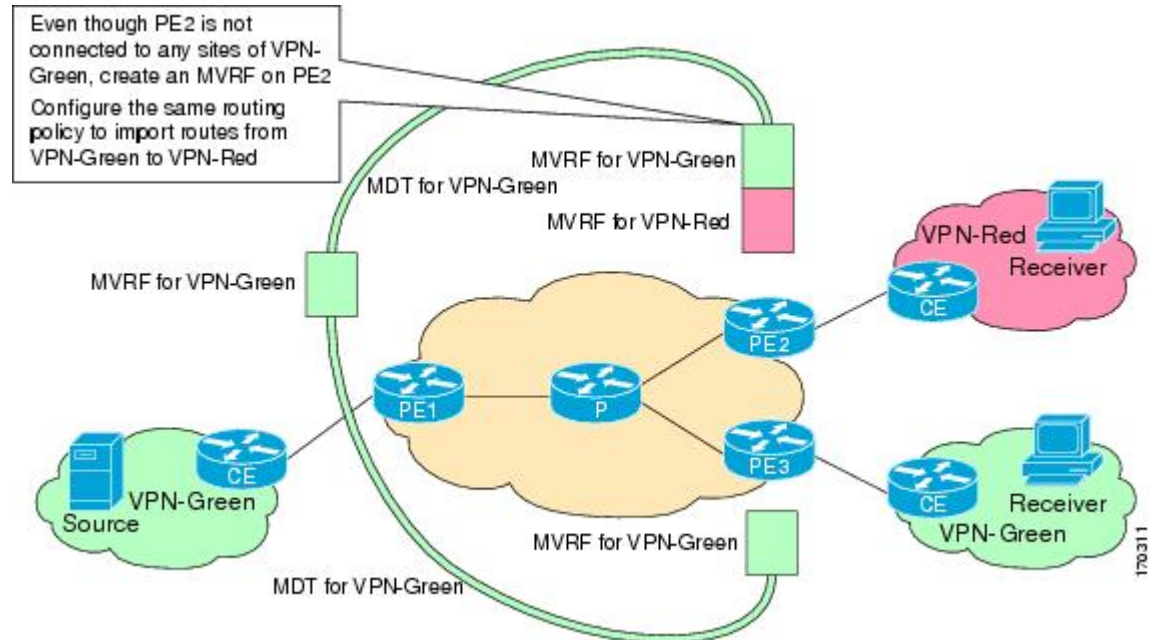 Even though PE2 is not
connected to any sites of VPN-
Green, create an MVRF on PE2
Configure the same routing
policy to import routes from
VPN-Green to VPN-Red
MVRF for VPN-Green
MDT for VPN-Green
MVRF for VPN-Red
VPN-Red
Receiver
MVRF for VPN-Green
CE
PE2
PE1
P
PE3
CE
VPN-Green
Source
CE
Receiver
VPN-Green
MVRF for VPN-Green
MDT for VPN-Green
170311